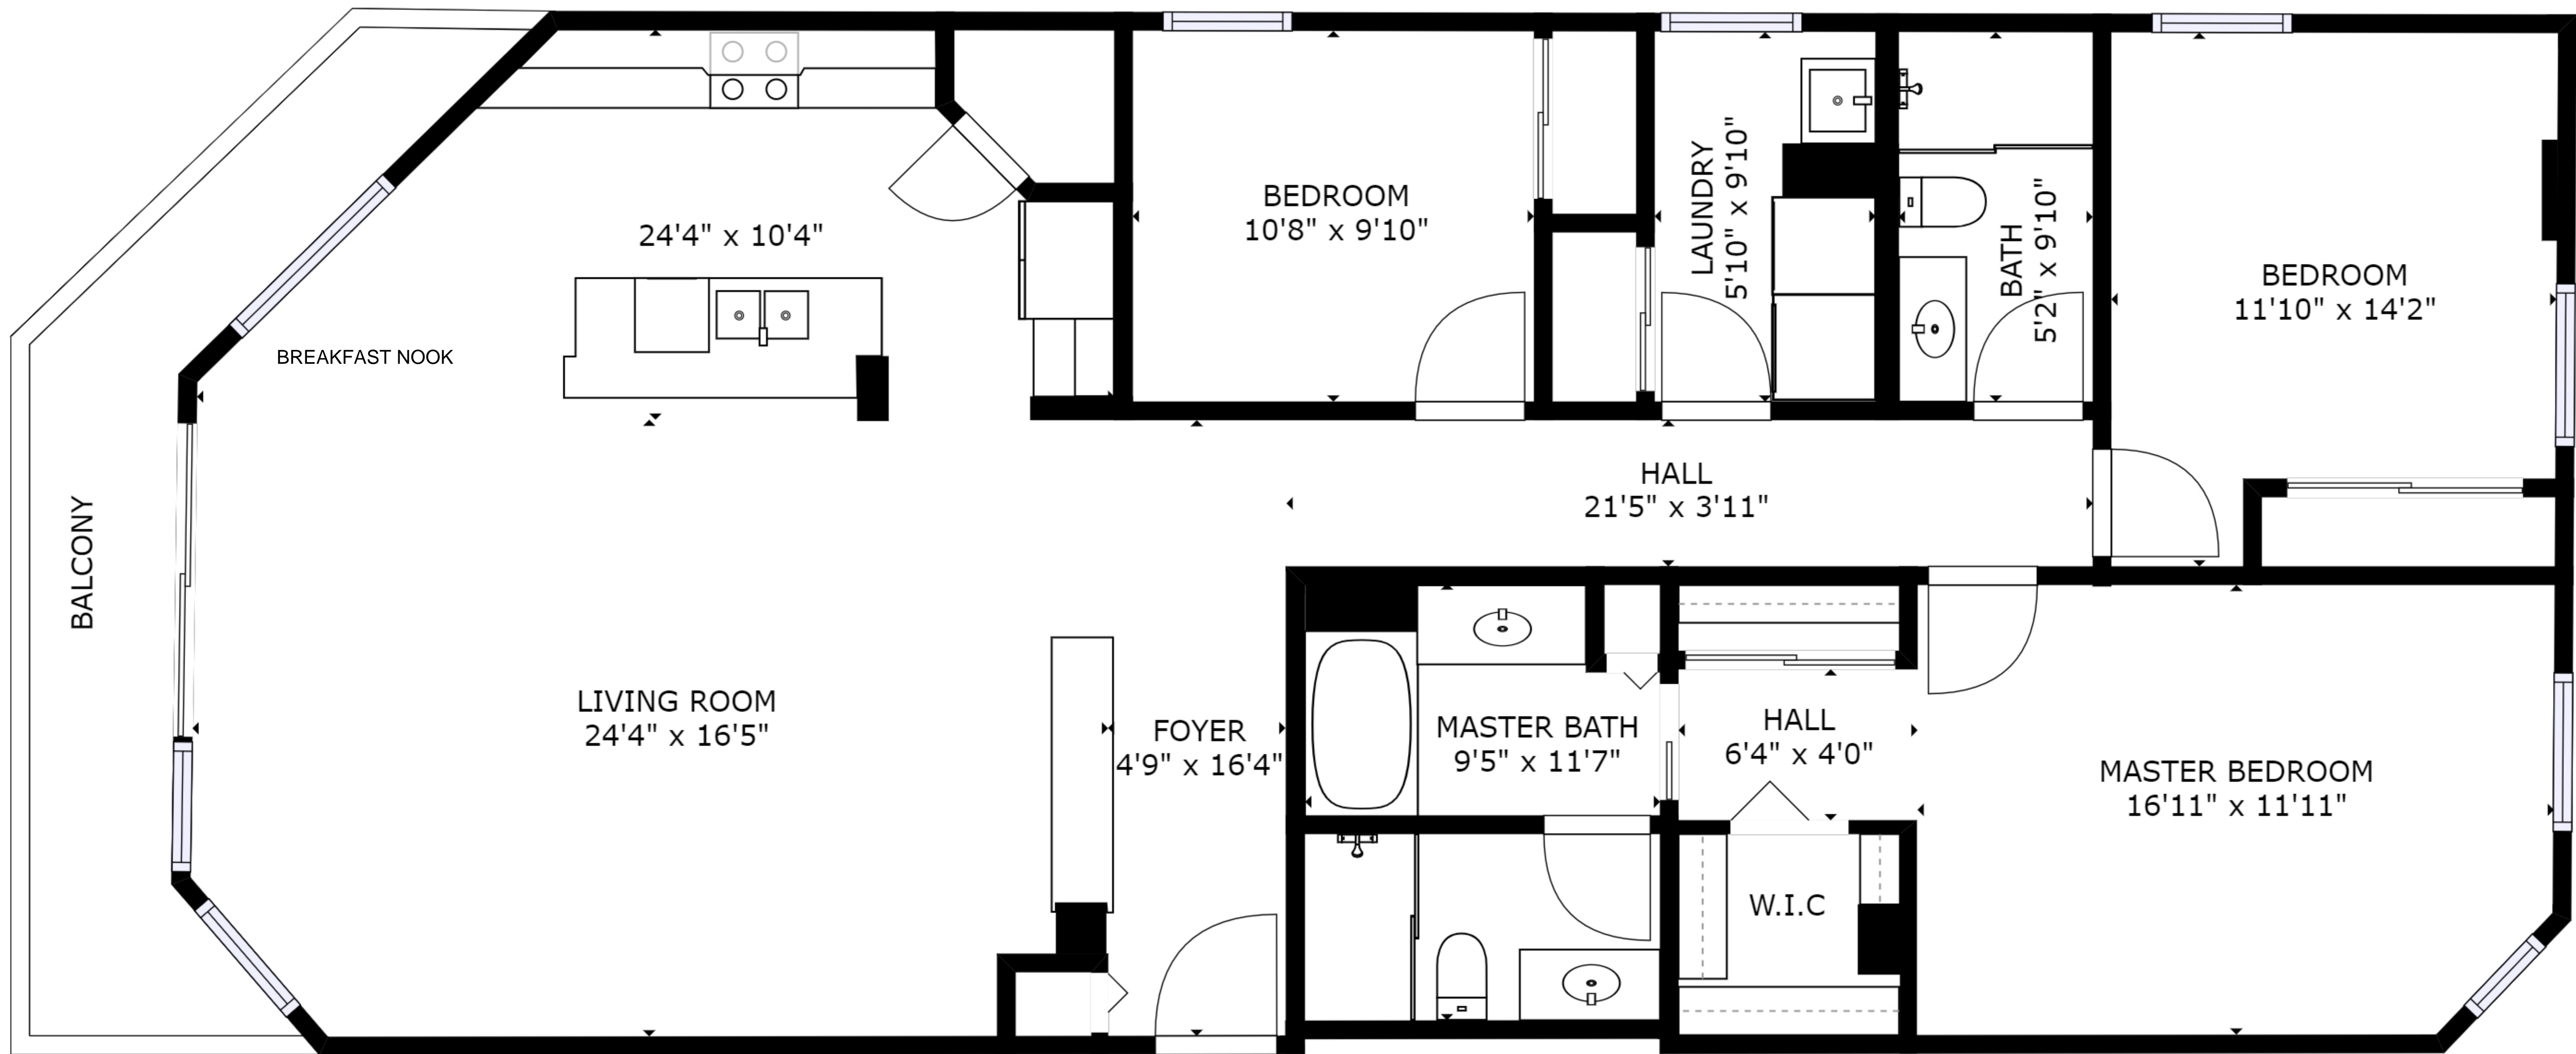 24'4" x 10'4"
BREAKFAST NOOK
BALCONY
LIVING ROOM
24'4" x 16'5"
FOYER
4'9" x 16'4"
BEDROOM
10'8" x 9'10"
LAUNDRY
5'10" x 9'10"
BATH
5'2" x 9'10"
BEDROOM
11'10" x 14'2"
HALL
21'5" x 3'11"
MASTER BATH
9'5" x 11'7"
HALL
6'4" x 4'0"
W.I.C
MASTER BEDROOM
16'11" x 11'11"